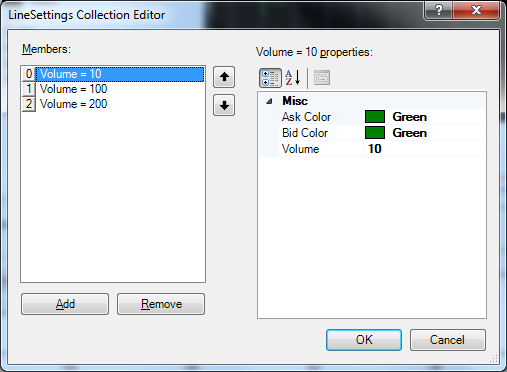 LineSettings Collection Editor
Members:
0 Volume = 10
1 Volume = 100
2 Volume = 200
Add
Remove
Volume = 10 properties:
A
Z
Misc
Ask Color Green
Bid Color Green
Volume 10
OK
Cancel